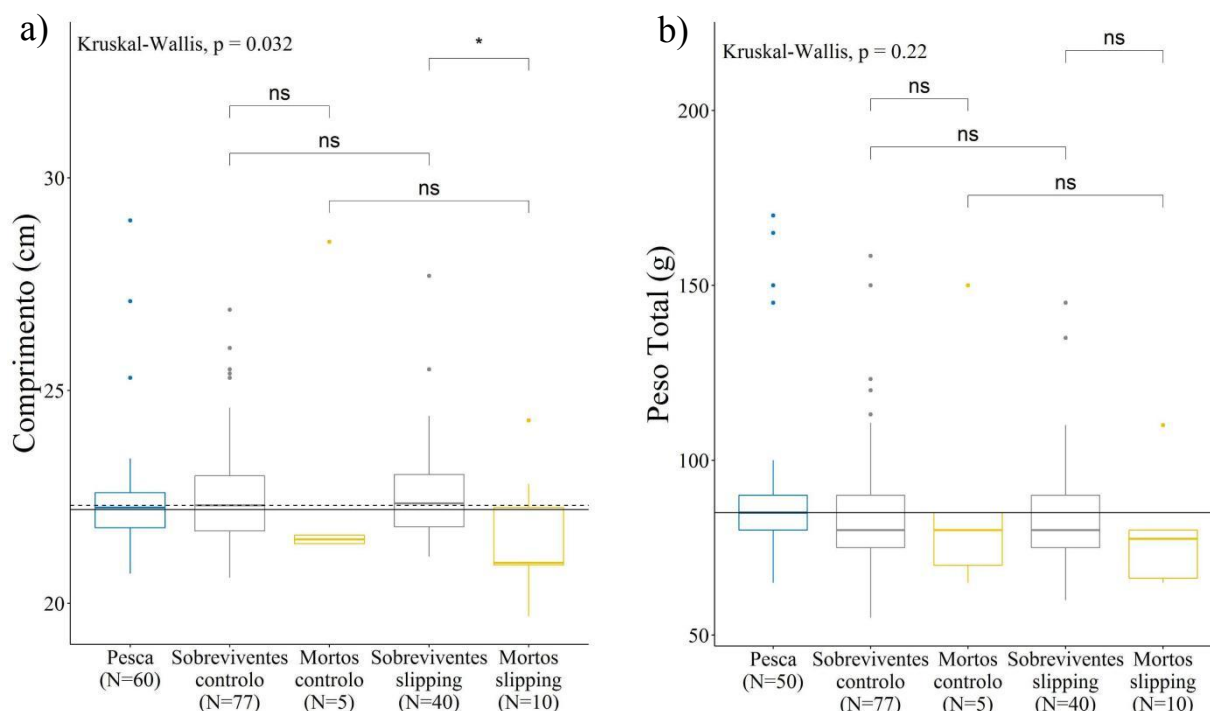 a)
Kruskal-Wallis, p = 0.032
*
ns
ns
ns
30
25
20
Comprimento (cm)
Pesca
(N=60)
Sobreviventes
controlo
(N=77)
Mortos
controlo
(N=5)
Sobreviventes
slipping
(N=40)
Mortos
slipping
(N=10)
b)
Kruskal-Wallis, p = 0.22
ns
ns
ns
ns
200
150
100
50
Peso Total (g)
Pesca
(N=50)
Sobreviventes
controlo
(N=77)
Mortos
controlo
(N=5)
Sobreviventes
slipping
(N=40)
Mortos
slipping
(N=10)